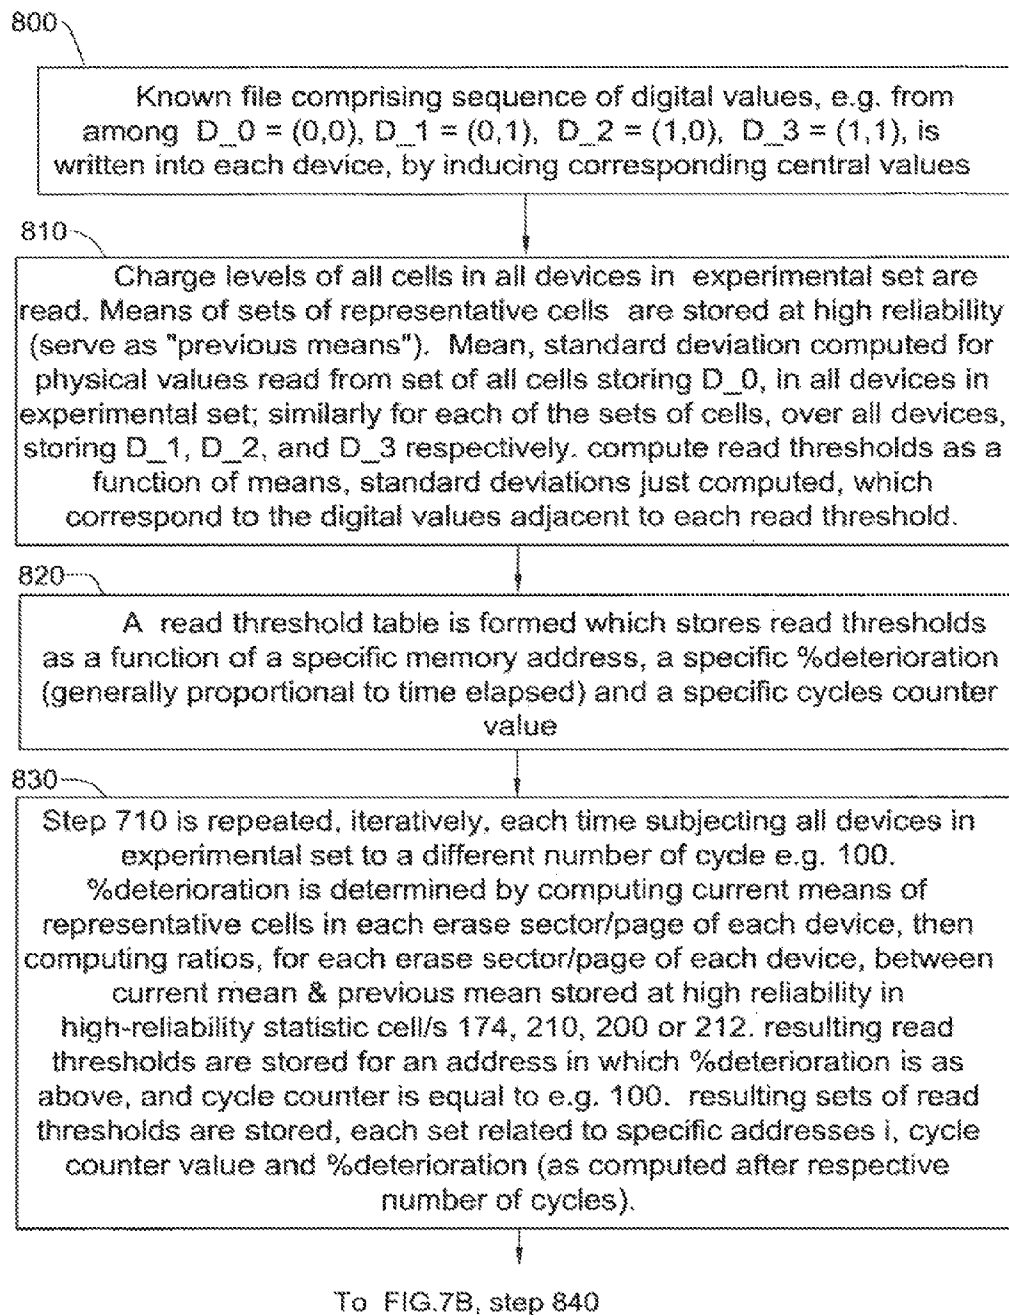 800
Known file comprising sequence of digital values, e.g. from
among D_0 = (0,0), D_1 = (0,1), D_2 = (1,0), D_3 = (1,1), is
written into each device, by inducing corresponding central values
810
Charge levels of all cells in all devices in experimental set are
read. Means of sets of representative cells are stored at high reliability
(serve as "previous means"). Mean, standard deviation computed for
physical values read from set of all cells storing D_0, in all devices in
experimental set; similarly for each of the sets of cells, over all devices,
storing D_1, D_2, and D_3 respectively. compute read thresholds as a
function of means, standard deviations just computed, which
correspond to the digital values adjacent to each read threshold.
820
A read threshold table is formed which stores read thresholds
as a function of a specific memory address, a specific %deterioration
(generally proportional to time elapsed) and a specific cycles counter
value
830
Step 710 is repeated, iteratively, each time subjecting all devices in
experimental set to a different number of cycle e.g. 100.
%deterioration is determined by computing current means of
representative cells in each erase sector/page of each device, then
computing ratios, for each erase sector/page of each device, between
current mean & previous mean stored at high reliability in
high-reliability statistic cell/s 174, 210, 200 or 212. resulting read
thresholds are stored for an address in which %deterioration is as
above, and cycle counter is equal to e.g. 100. resulting sets of read
thresholds are stored, each set related to specific addresses i, cycle
counter value and %deterioration (as computed after respective
number of cycles).
To FIG.7B, step 840